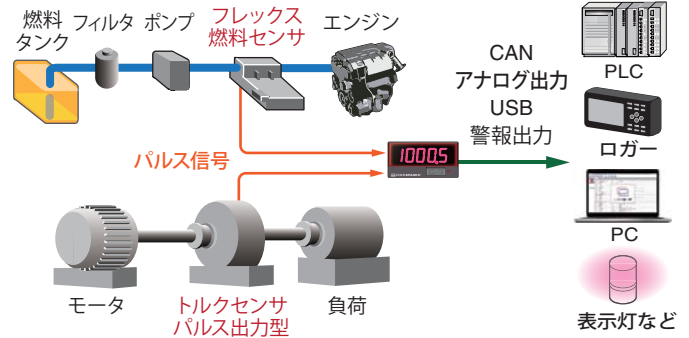 燃料
タンク
フィルタ
ポンプ
フレックス
燃料センサ
エンジン
CAN
アナログ出力
USB
警報出力
PLC
ロガー
PC
表示灯など
パルス信号
1000.5
モータ
トルクセンサ
パルス出力型
負荷